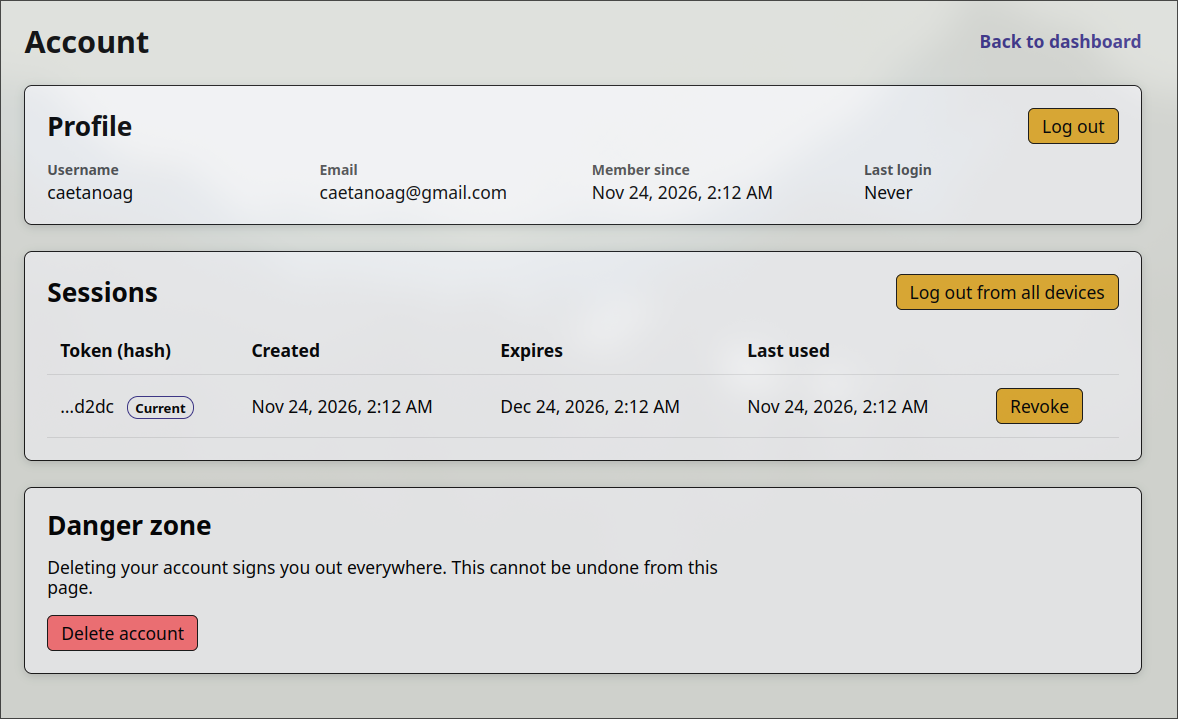 Account
Back to dashboard
Profile
Log out
Username
Email
Member since
Last login
caetanoag
caetanoag@gmail.com
Nov 24, 2026, 2:12 AM
Never
Sessions
Log out from all devices
Token (hash)
Created
Expires
Last used
...d2dc
Current
Nov 24, 2026, 2:12 AM
Dec 24, 2026, 2:12 AM
Nov 24, 2026, 2:12 AM
Revoke
Danger zone
Deleting your account signs you out everywhere. This cannot be undone from this
page.
Delete account